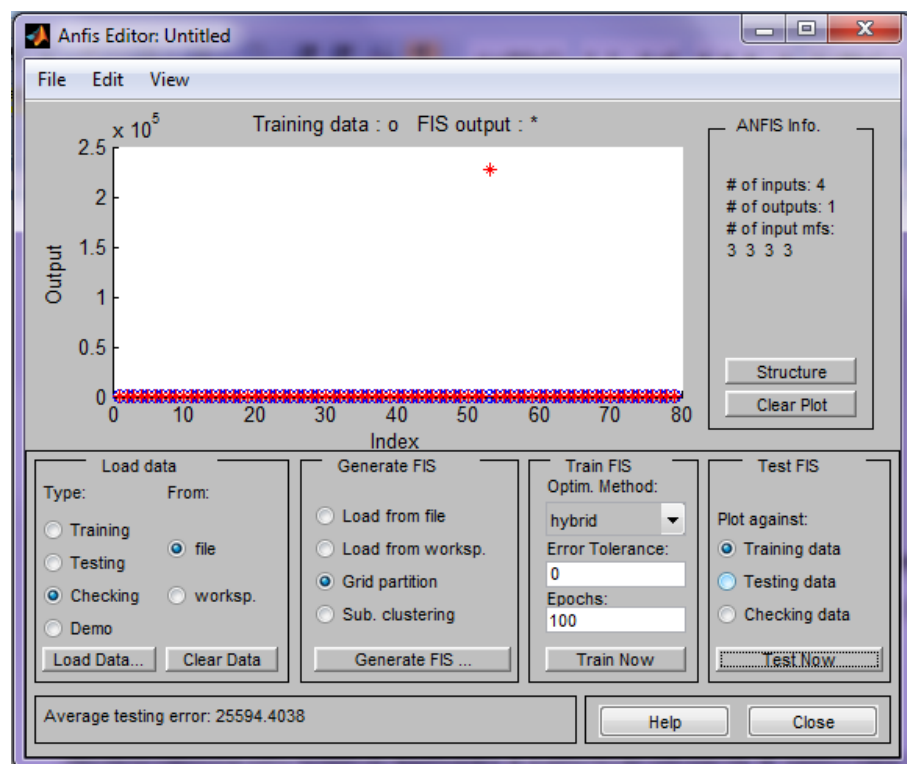 Anfis Editor: Untitled
File Edit View
Training data : o FIS output : *
x 10^5
2.5
2
1.5
1
0.5
0
Output
0 10 20 30 40 50 60 70 80
Index
ANFIS Info.
# of inputs: 4
# of outputs: 1
# of input mfs:
3 3 3 3
Structure
Clear Plot
Load data
Type: From:
Training
Testing
Checking
Demo
file
worksp.
Load Data... Clear Data
Generate FIS
Load from file
Load from worksp.
Grid partition
Sub. clustering
Generate FIS ...
Train FIS
Optim. Method:
hybrid
Error Tolerance:
0
Epochs:
100
Train Now
Test FIS
Plot against:
Training data
Testing data
Checking data
Test Now
Average testing error: 25594.4038
Help Close